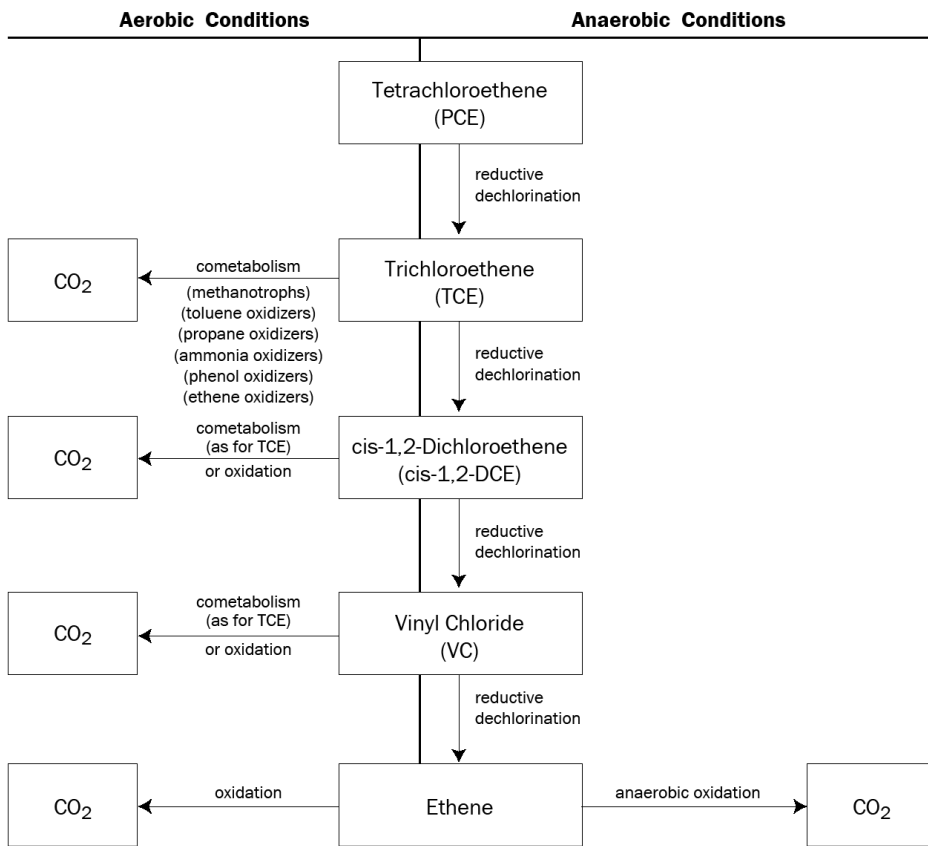 Aerobic Conditions
Anaerobic Conditions
Tetrachloroethene
(PCE)
reductive
dechlorination
CO2
cometabolism
(methanotrophs)
(toluene oxidizers)
(propane oxidizers)
(ammonia oxidizers)
(phenol oxidizers)
(ethene oxidizers)
Trichloroethene
(TCE)
reductive
dechlorination
CO2
cometabolism
(as for TCE)
or oxidation
cis-1,2-Dichloroethene
(cis-1,2-DCE)
reductive
dechlorination
CO2
cometabolism
(as for TCE)
or oxidation
Vinyl Chloride
(VC)
reductive
dechlorination
CO2
oxidation
Ethene
anaerobic oxidation
CO2